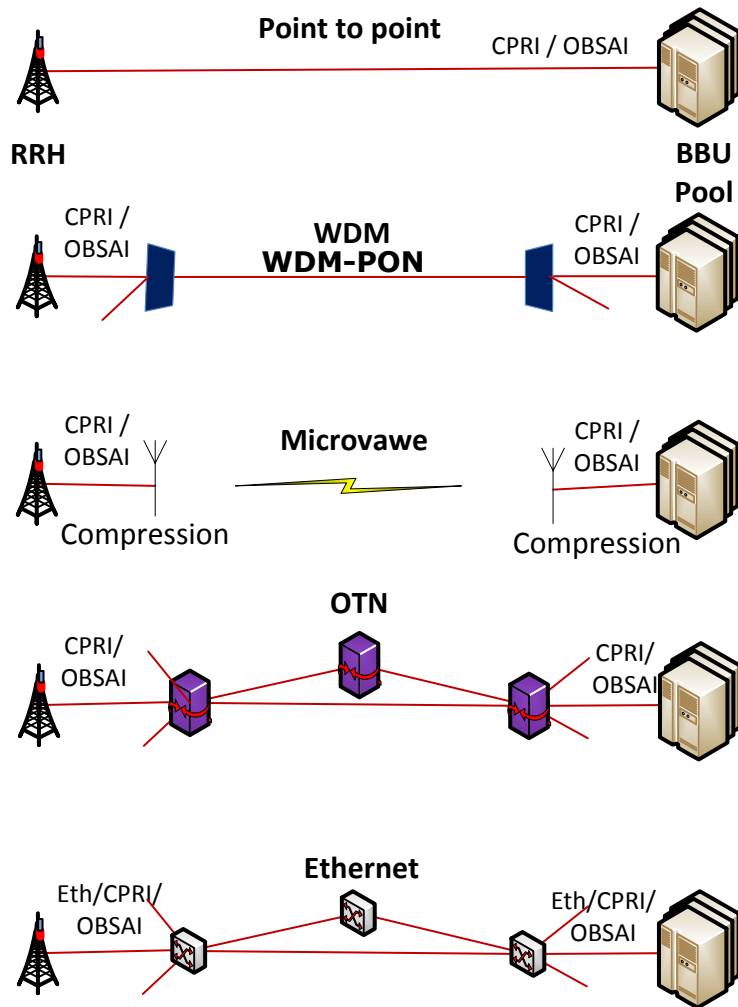 Point to point
CPRI / OBSAI
RRH
BBU
Pool
CPRI /
OBSAI
WDM
WDM-PON
CPRI /
OBSAI
CPRI /
OBSAI
Microvawe
CPRI /
OBSAI
Compression
Compression
OTN
CPRI/
OBSAI
CPRI/
OBSAI
Ethernet
Eth/CPRI/
OBSAI
Eth/CPRI/
OBSAI